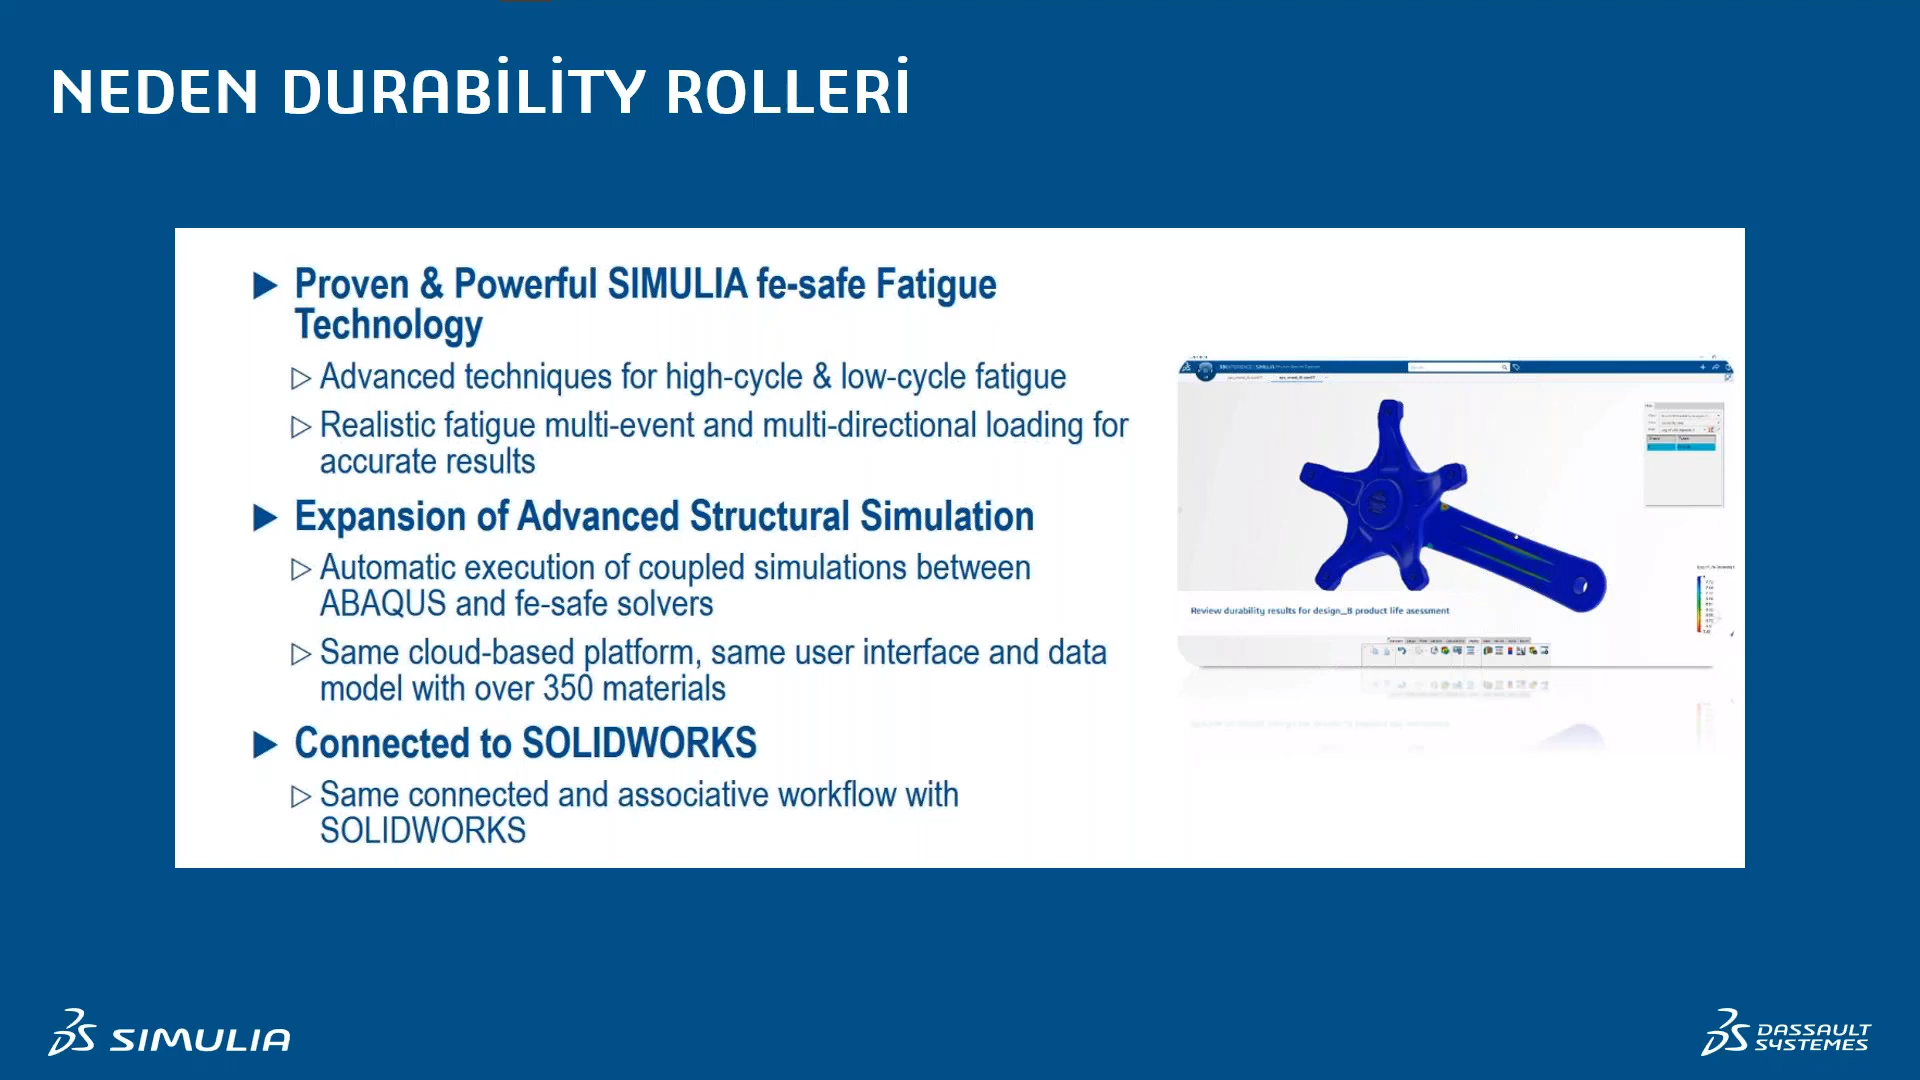 NEDEN DURABİLİTY ROLLERİ
Proven & Powerful SIMULIA fe-safe Fatigue
Technology
Advanced techniques for high-cycle & low-cycle fatigue
Realistic fatigue multi-event and multi-directional loading for
accurate results
Expansion of Advanced Structural Simulation
Automatic execution of coupled simulations between
ABAQUS and fe-safe solvers
Same cloud-based platform, same user interface and data
model with over 350 materials
Connected to SOLIDWORKS
Same connected and associative workflow with
SOLIDWORKS
Review durability results for design_B product life asessment
SIMULIA
DASSAULT
SYSTEMES